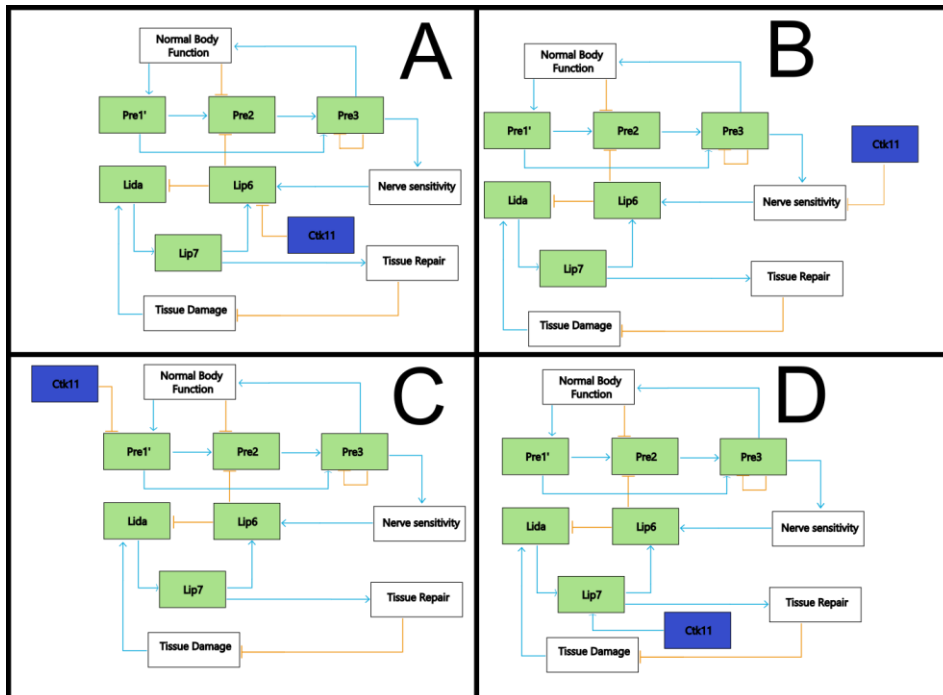 A
Normal Body
Function
Pre1'
Pre2
Pre3
Lida
Lip6
Nerve sensitivity
Ctk11
Lip7
Tissue Repair
Tissue Damage
B
Normal Body
Function
Pre1'
Pre2
Pre3
Ctk11
Lida
Lip6
Nerve sensitivity
Lip7
Tissue Repair
Tissue Damage
C
Ctk11
Normal Body
Function
Pre1'
Pre2
Pre3
Lida
Lip6
Nerve sensitivity
Lip7
Tissue Repair
Tissue Damage
D
Normal Body
Function
Pre1'
Pre2
Pre3
Lida
Lip6
Nerve sensitivity
Lip7
Tissue Repair
Ctk11
Tissue Damage